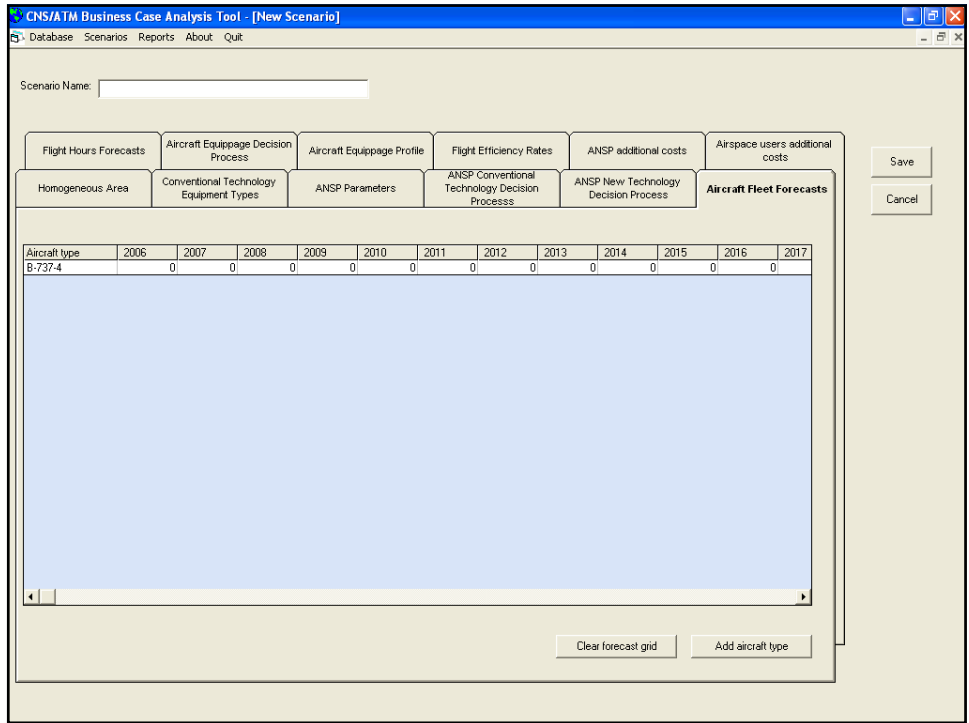 CNS/ATM Business Case Analysis Tool - [New Scenario]
Database Scenarios Reports About Quit
Scenario Name:
Flight Hours Forecasts
Aircraft Equippage Decision
Process
Aircraft Equippage Profile
Flight Efficiency Rates
ANSP additional costs
Airspace users additional
costs
Save
Homogeneous Area
Conventional Technology
Equipment Types
ANSP Parameters
ANSP Conventional
Technology Decision
Processs
ANSP New Technology
Decision Process
Aircraft Fleet Forecasts
Cancel
Aircraft type 2006 2007 2008 2009 2010 2011 2012 2013 2014 2015 2016 2017
B-737-4 0 0 0 0 0 0 0 0 0 0 0
Clear forecast grid Add aircraft type